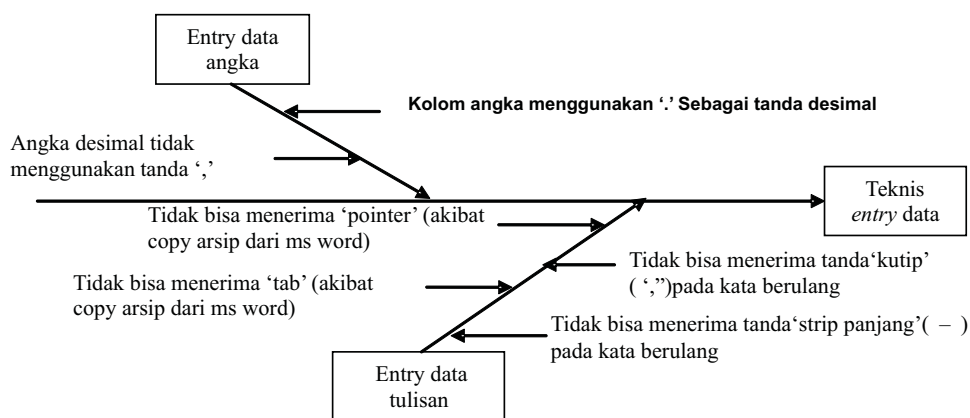 Entry data
angka
Kolom angka menggunakan ‘.’ Sebagai tanda desimal
Angka desimal tidak
menggunakan tanda ‘,’
Teknis
entry data
Tidak bisa menerima ‘pointer’ (akibat
copy arsip dari ms word)
Tidak bisa menerima tanda‘kutip’
( ‘,”)pada kata berulang
Tidak bisa menerima ‘tab’ (akibat
copy arsip dari ms word)
Tidak bisa menerima tanda‘strip panjang’( – )
pada kata berulang
Entry data
tulisan